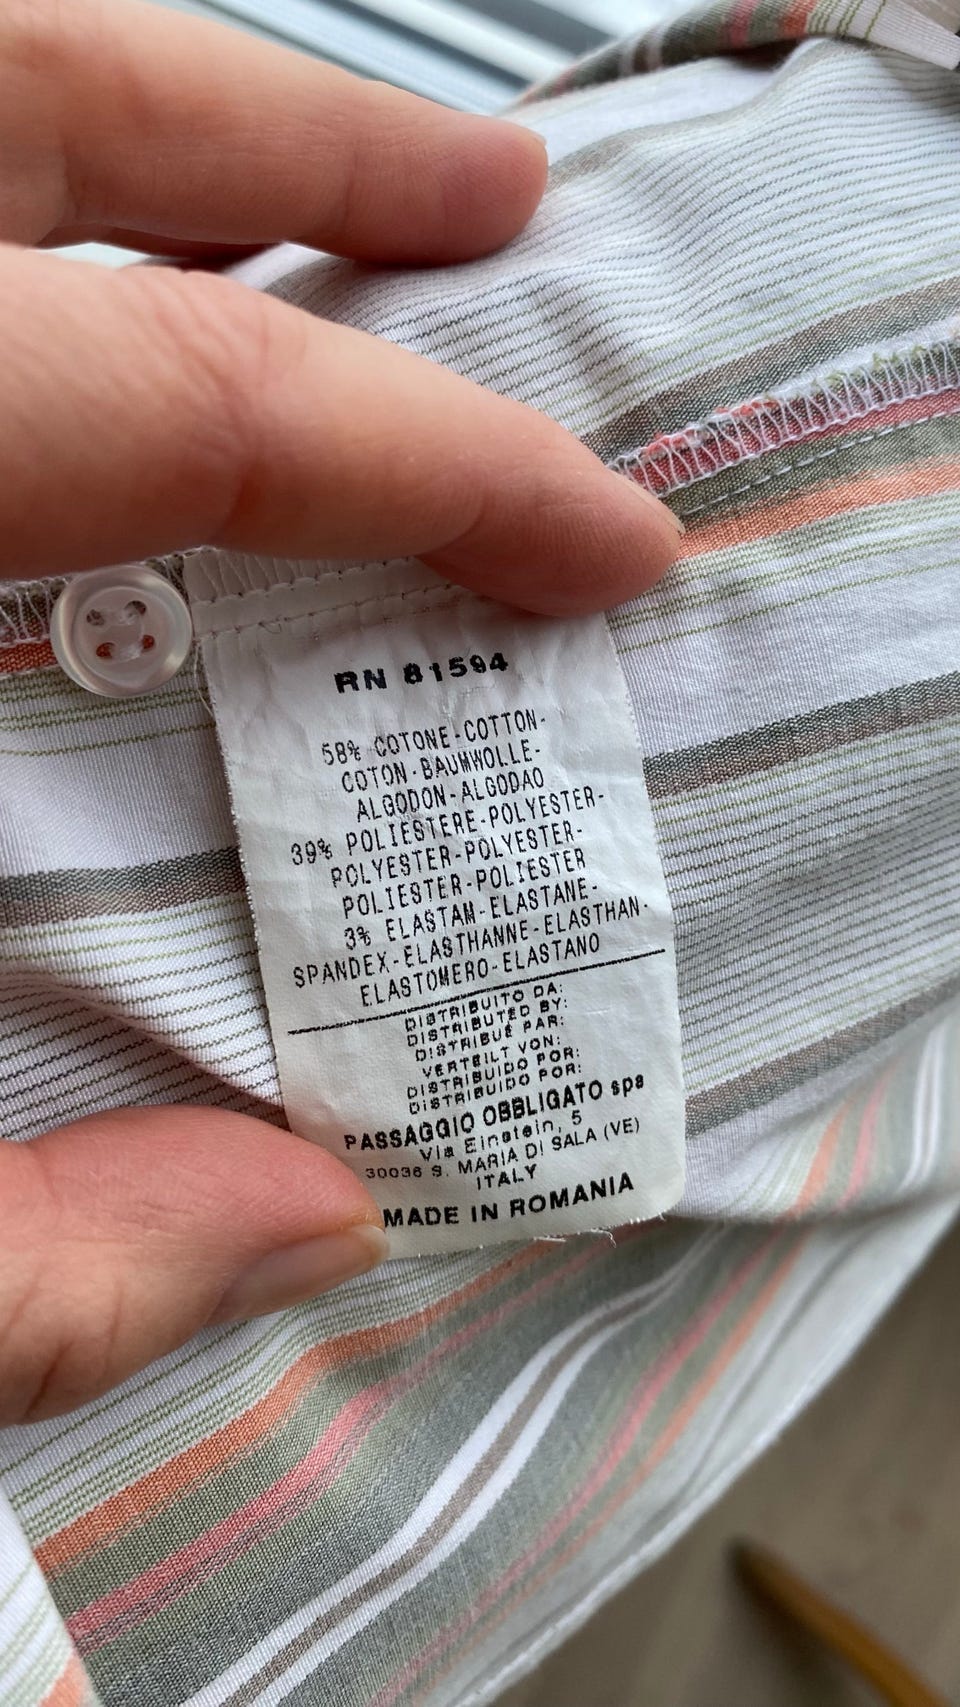 RN 81594
58% COTONE-COTTON-
COTON-BAUMWOLLE-
ALGODON-ALGODAO
39% POLIESTERE-POLYESTER-
POLYESTER-POLYESTER-
POLIESTER-POLIESTER
3% ELASTAM-ELASTANE-
SPANDEX-ELASTHANNE-ELASTHAN-
ELASTOMERO-ELASTANO
DISTRIBUITO DA:
DISTRIBUTED BY:
DISTRIBUÉ PAR:
VERTEILT VON:
DISTRIBUIDO POR:
DISTRIBUIDO POR:
PASSAGGIO OBBLIGATO spa
Via Einstein, 5
30036 S. MARIA DI SALA (VE)
ITALY
MADE IN ROMANIA